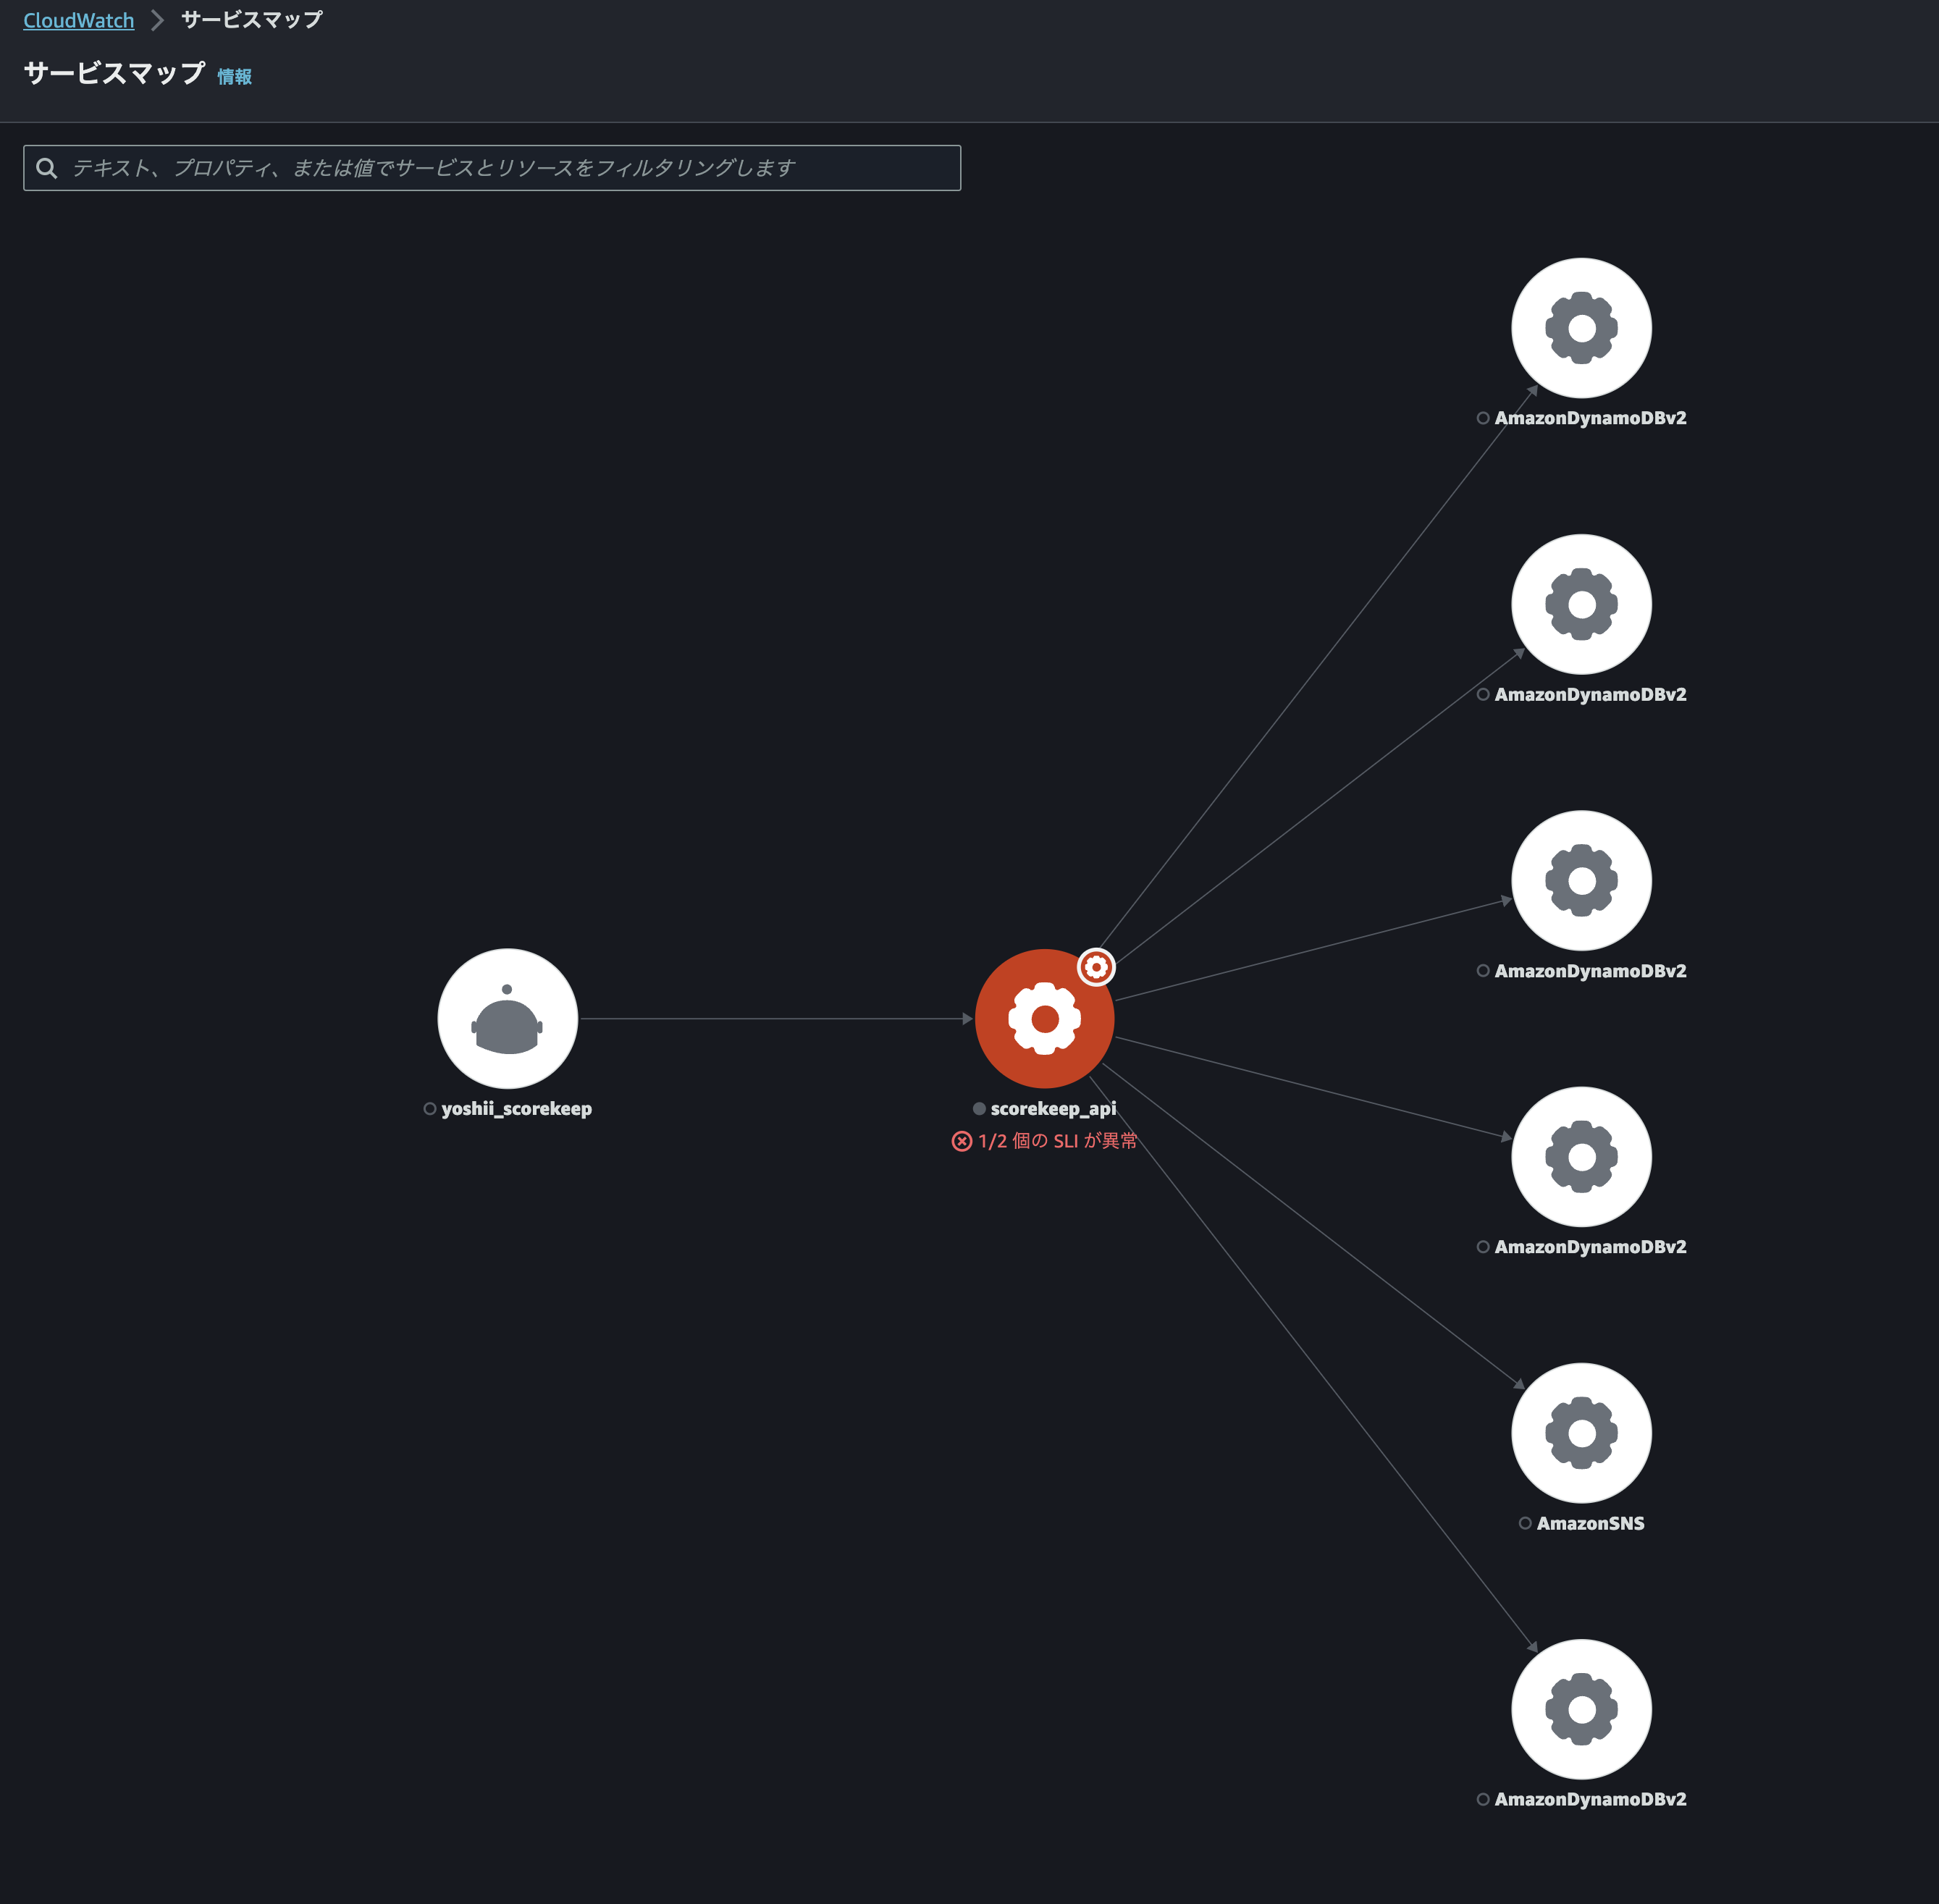 CloudWatch
サービスマップ
サービスマップ 情報
テキスト、プロパティ、または値でサービスとリソースをフィルタリングします
AmazonDynamoDBv2
AmazonDynamoDBv2
AmazonDynamoDBv2
yoshii_scorekeep
scorekeep_api
1/2 個の SLI が異常
AmazonDynamoDBv2
AmazonSNS
AmazonDynamoDBv2